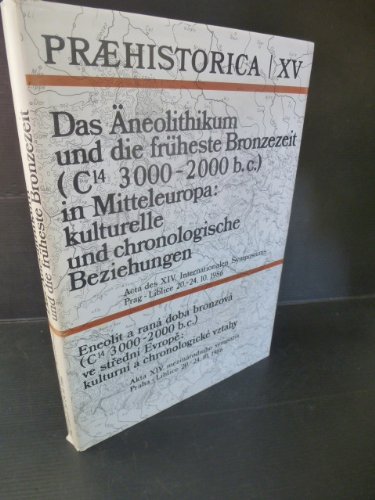 PRÆHISTORICA | XV
Das Äneolithikum
und die früheste Bronzezeit
(C14 3000-2000 b.c.)
in Mitteleuropa:
kulturelle
und chronologische
Beziehungen
Acta des XIV. Internationalen Symposiums
Prag - Liblice 20.-24. 10. 1986
Eneolit a raná doba bronzová
(C14 3000-2000 b.c.)
ve střední Evropě:
kulturní a chronologické vztahy
Akta XIV. mezinárodního symposia
Praha - Liblice 20.-24. 10. 1986
und die früheste Bronzezeit